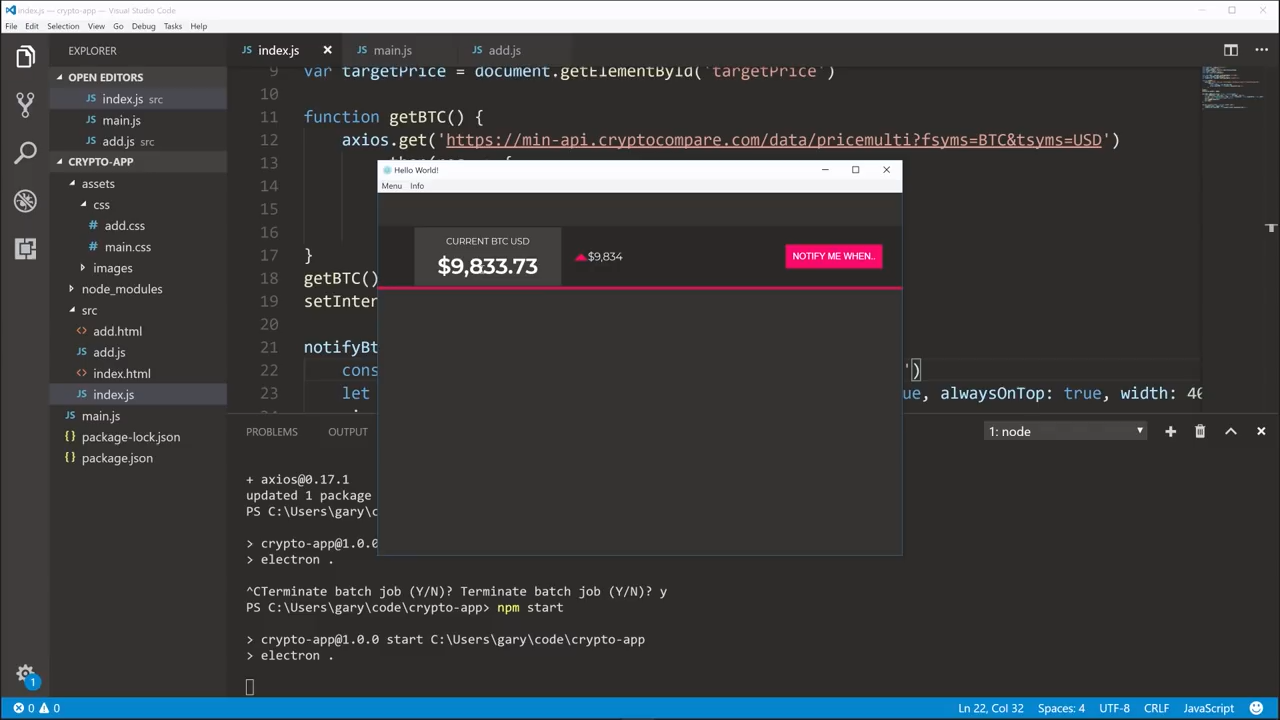 index.js - crypto-app - Visual Studio Code
File Edit Selection View Go Debug Tasks Help
EXPLORER
OPEN EDITORS
JS index.js src
JS main.js
JS add.js src
CRYPTO-APP
assets
css
# add.css
# main.css
images
node_modules
src
<> add.html
JS add.js
<> index.html
JS index.js
JS main.js
{} package-lock.json
{} package.json
1
JS index.js JS main.js JS add.js
9 var targetPrice = document.getElementById('targetPrice')
10
11 function getBTC() {
12 axios.get('https://min-api.cryptocompare.com/data/pricemulti?fsyms=BTC&tsyms=USD')
13
14
15
16
17 }
18 getBTC()
19 setInter
20
21 notifyBt
22 cons ')
23 let ue, alwaysOnTop: true, width: 40
Hello World!
Menu Info
CURRENT BTC USD
$9,833.73
$9,834
NOTIFY ME WHEN..
PROBLEMS OUTPUT 1: node
+ axios@0.17.1
updated 1 package
PS C:\Users\gary\c
> crypto-app@1.0.0
> electron .
^CTerminate batch job (Y/N)? Terminate batch job (Y/N)? y
PS C:\Users\gary\code\crypto-app> npm start
> crypto-app@1.0.0 start C:\Users\gary\code\crypto-app
> electron .
0 0 Ln 22, Col 32 Spaces: 4 UTF-8 CRLF JavaScript